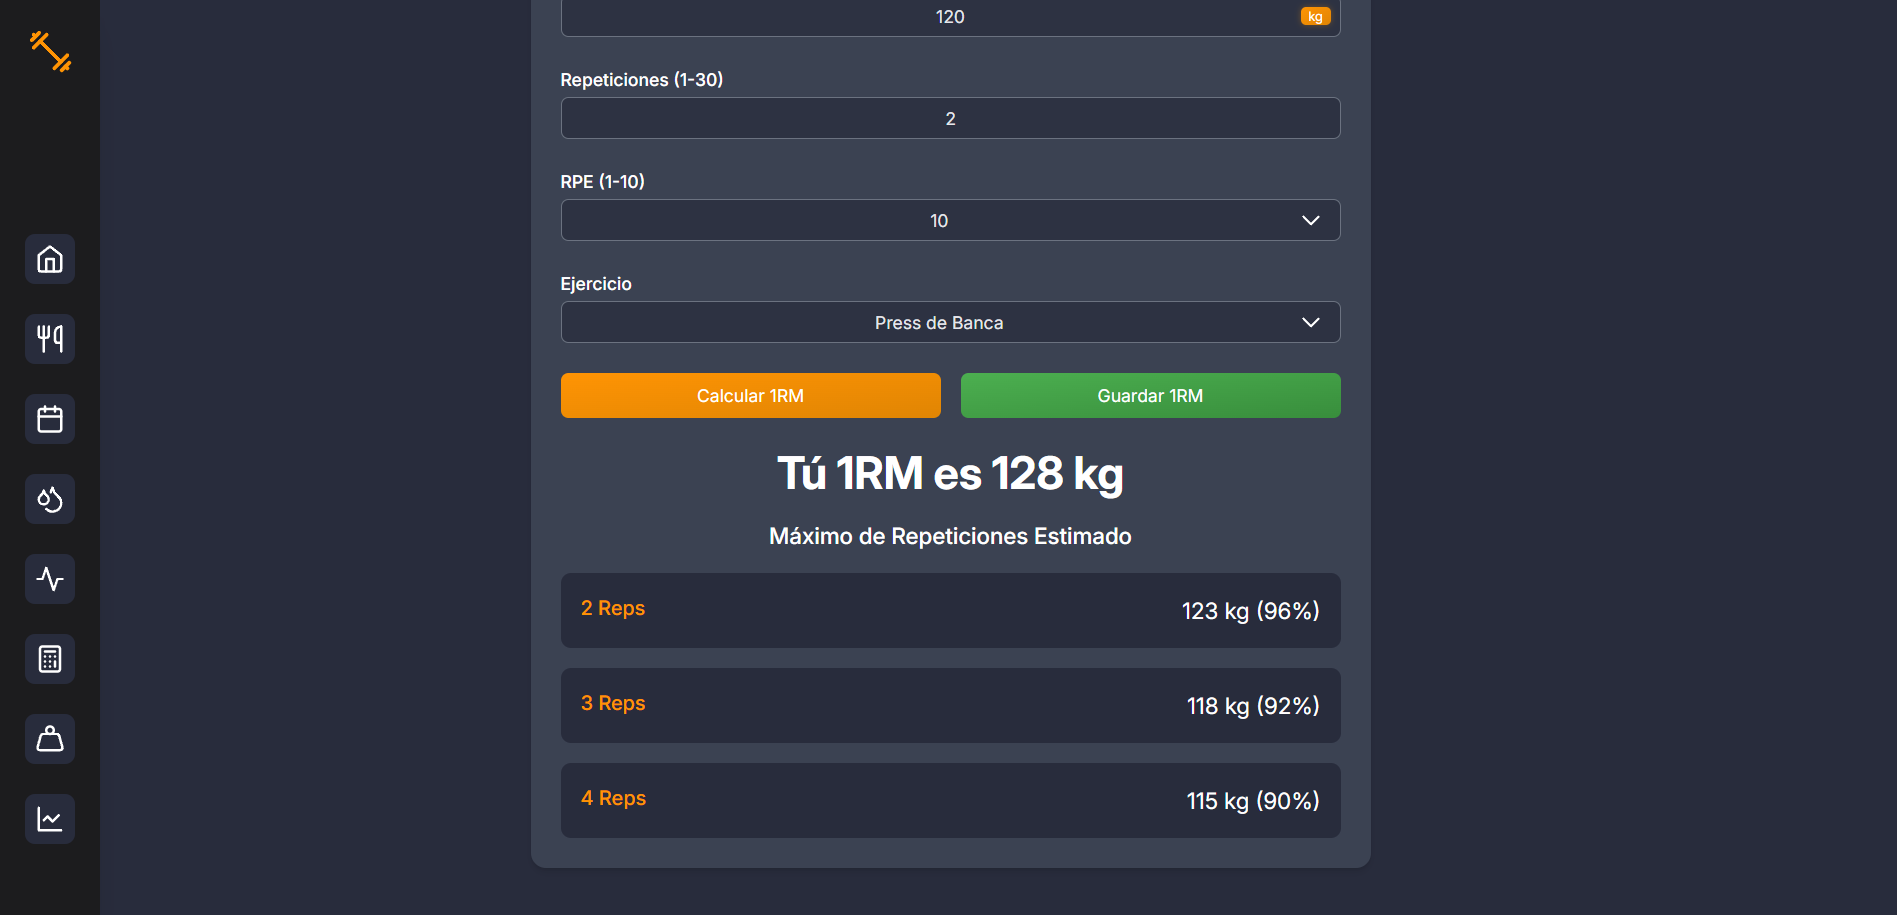 120
kg
Repeticiones (1-30)
2
RPE (1-10)
10
Ejercicio
Press de Banca
Calcular 1RM
Guardar 1RM
Tú 1RM es 128 kg
Máximo de Repeticiones Estimado
2 Reps
123 kg (96%)
3 Reps
118 kg (92%)
4 Reps
115 kg (90%)